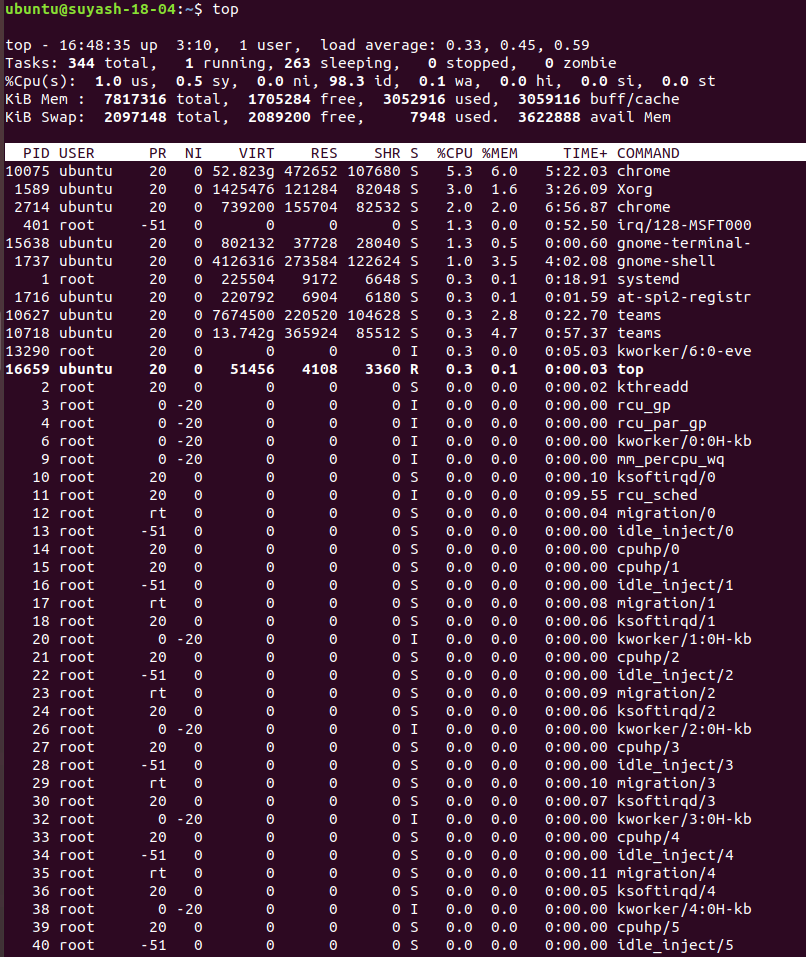 ubuntu@suyash-18-04:~$ top
top - 16:48:35 up  3:10,  1 user,  load average: 0.33, 0.45, 0.59
Tasks: 344 total,   1 running, 263 sleeping,   0 stopped,   0 zombie
%Cpu(s):  1.0 us,  0.5 sy,  0.0 ni, 98.3 id,  0.1 wa,  0.0 hi,  0.0 si,  0.0 st
KiB Mem :  7817316 total,  1705284 free,  3052916 used,  3059116 buff/cache
KiB Swap:  2097148 total,  2089200 free,     7948 used.  3622888 avail Mem
  PID USER      PR  NI    VIRT    RES    SHR S  %CPU %MEM     TIME+ COMMAND
10075 ubuntu    20   0 52.823g 472652 107680 S   5.3  6.0   5:22.03 chrome
 1589 ubuntu    20   0 1425476 121284  82048 S   3.0  1.6   3:26.09 Xorg
 2714 ubuntu    20   0  739200 155704  82532 S   2.0  2.0   6:56.87 chrome
  401 root     -51   0       0      0      0 S   1.3  0.0   0:52.50 irq/128-MSFT000
15638 ubuntu    20   0  802132  37728  28040 S   1.3  0.5   0:00.60 gnome-terminal-
 1737 ubuntu    20   0 4126316 273584 122624 S   1.0  3.5   4:02.08 gnome-shell
    1 root      20   0  225504   9172   6648 S   0.3  0.1   0:18.91 systemd
 1716 ubuntu    20   0  220792   6904   6180 S   0.3  0.1   0:01.59 at-spi2-registr
10627 ubuntu    20   0 7674500 220520 104628 S   0.3  2.8   0:22.70 teams
10718 ubuntu    20   0 13.742g 365924  85512 S   0.3  4.7   0:57.37 teams
13290 root      20   0       0      0      0 I   0.3  0.0   0:05.03 kworker/6:0-eve
16659 ubuntu    20   0   51456   4108   3360 R   0.3  0.1   0:00.03 top
    2 root      20   0       0      0      0 S   0.0  0.0   0:00.02 kthreadd
    3 root       0 -20       0      0      0 I   0.0  0.0   0:00.00 rcu_gp
    4 root       0 -20       0      0      0 I   0.0  0.0   0:00.00 rcu_par_gp
    6 root       0 -20       0      0      0 I   0.0  0.0   0:00.00 kworker/0:0H-kb
    9 root       0 -20       0      0      0 I   0.0  0.0   0:00.00 mm_percpu_wq
   10 root      20   0       0      0      0 S   0.0  0.0   0:00.10 ksoftirqd/0
   11 root      20   0       0      0      0 I   0.0  0.0   0:09.55 rcu_sched
   12 root      rt   0       0      0      0 S   0.0  0.0   0:00.04 migration/0
   13 root     -51   0       0      0      0 S   0.0  0.0   0:00.00 idle_inject/0
   14 root      20   0       0      0      0 S   0.0  0.0   0:00.00 cpuhp/0
   15 root      20   0       0      0      0 S   0.0  0.0   0:00.00 cpuhp/1
   16 root     -51   0       0      0      0 S   0.0  0.0   0:00.00 idle_inject/1
   17 root      rt   0       0      0      0 S   0.0  0.0   0:00.08 migration/1
   18 root      20   0       0      0      0 S   0.0  0.0   0:00.06 ksoftirqd/1
   20 root       0 -20       0      0      0 I   0.0  0.0   0:00.00 kworker/1:0H-kb
   21 root      20   0       0      0      0 S   0.0  0.0   0:00.00 cpuhp/2
   22 root     -51   0       0      0      0 S   0.0  0.0   0:00.00 idle_inject/2
   23 root      rt   0       0      0      0 S   0.0  0.0   0:00.09 migration/2
   24 root      20   0       0      0      0 S   0.0  0.0   0:00.06 ksoftirqd/2
   26 root       0 -20       0      0      0 I   0.0  0.0   0:00.00 kworker/2:0H-kb
   27 root      20   0       0      0      0 S   0.0  0.0   0:00.00 cpuhp/3
   28 root     -51   0       0      0      0 S   0.0  0.0   0:00.00 idle_inject/3
   29 root      rt   0       0      0      0 S   0.0  0.0   0:00.10 migration/3
   30 root      20   0       0      0      0 S   0.0  0.0   0:00.07 ksoftirqd/3
   32 root       0 -20       0      0      0 I   0.0  0.0   0:00.00 kworker/3:0H-kb
   33 root      20   0       0      0      0 S   0.0  0.0   0:00.00 cpuhp/4
   34 root     -51   0       0      0      0 S   0.0  0.0   0:00.00 idle_inject/4
   35 root      rt   0       0      0      0 S   0.0  0.0   0:00.11 migration/4
   36 root      20   0       0      0      0 S   0.0  0.0   0:00.05 ksoftirqd/4
   38 root       0 -20       0      0      0 I   0.0  0.0   0:00.00 kworker/4:0H-kb
   39 root      20   0       0      0      0 S   0.0  0.0   0:00.00 cpuhp/5
   40 root     -51   0       0      0      0 S   0.0  0.0   0:00.00 idle_inject/5